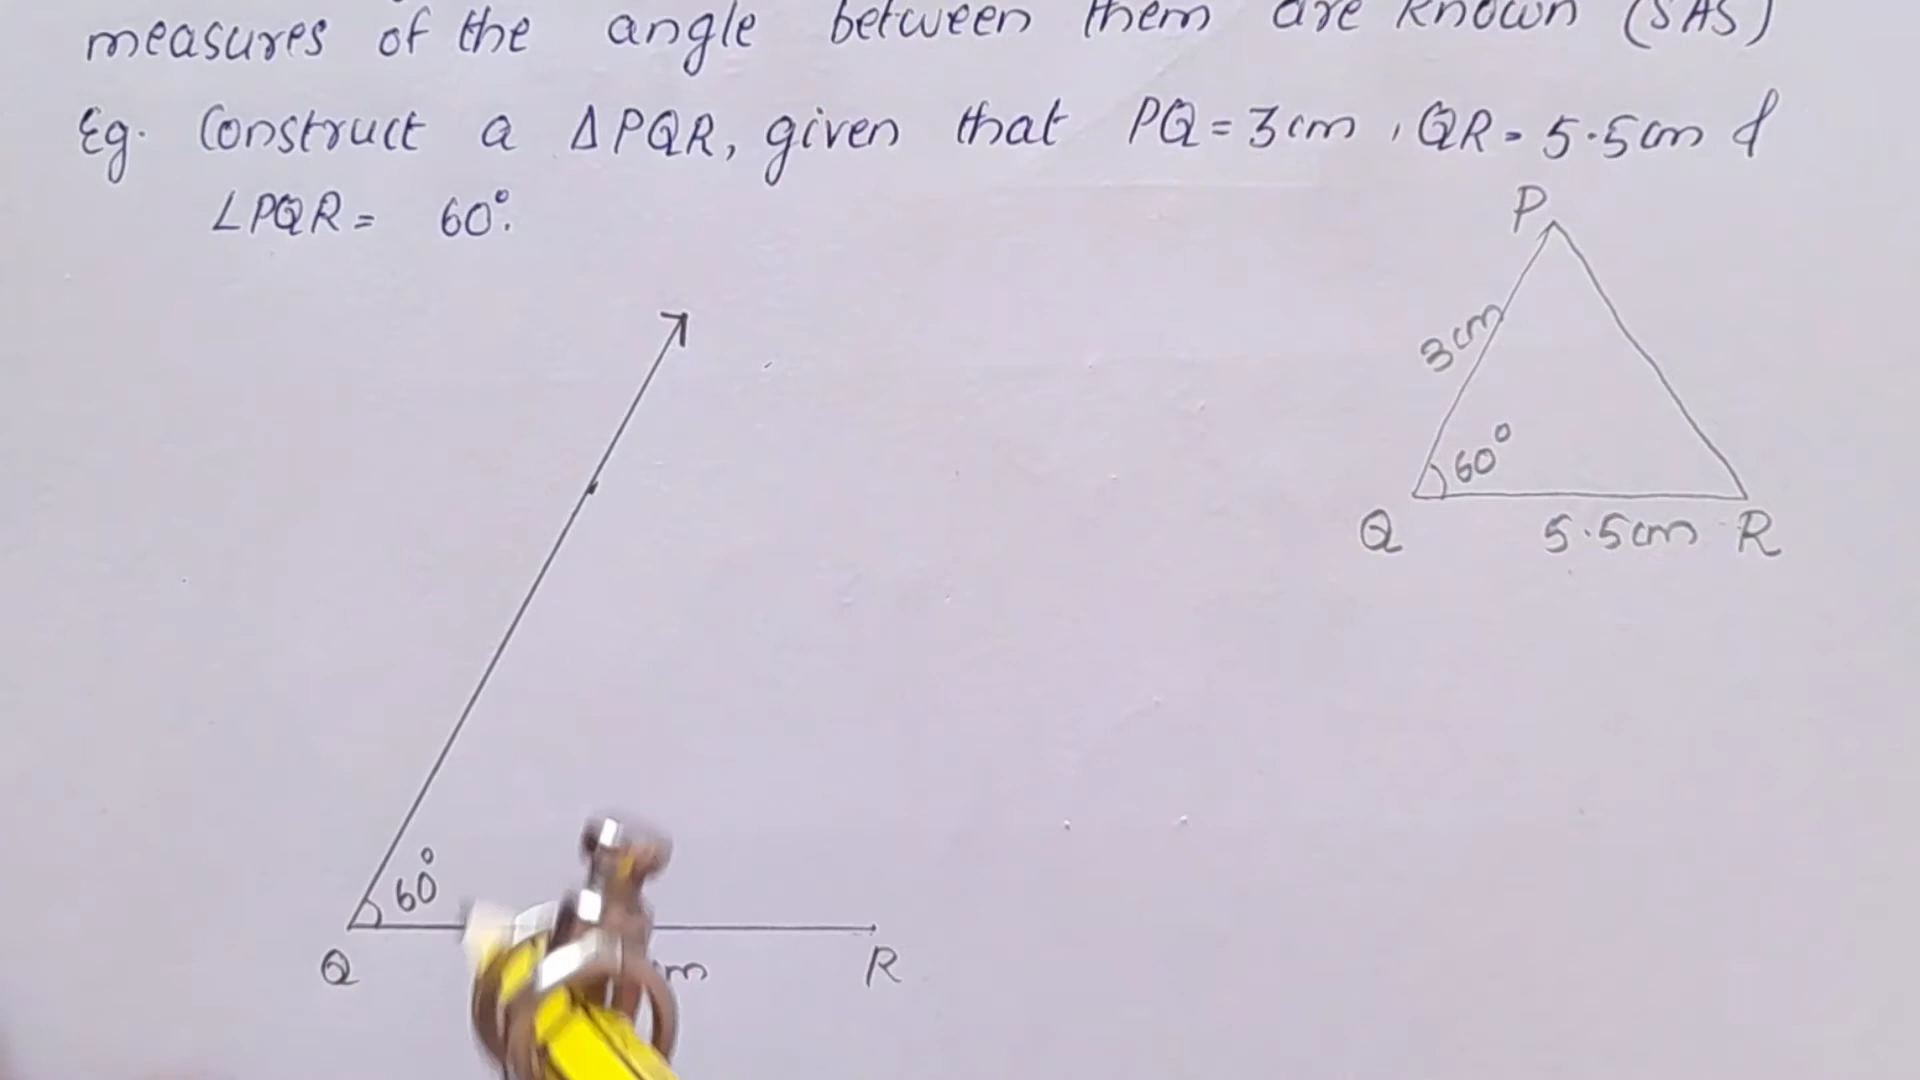 measures of the angle between them are known (SAS)
Eg. Construct a ΔPQR, given that PQ = 3cm, QR = 5.5cm &
∠PQR = 60°.
P
3cm
60°
Q 5.5cm R
60°
Q m R